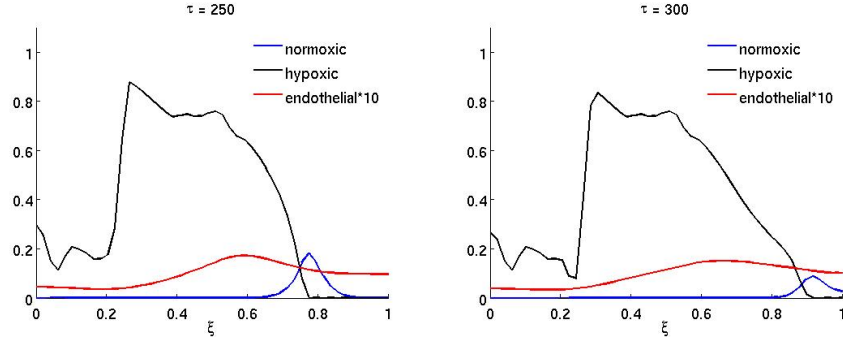 τ = 250
normoxic
hypoxic
endothelial*10
1
0.8
0.6
0.4
0.2
0
0 0.2 0.4 0.6 0.8 1
ξ
τ = 300
normoxic
hypoxic
endothelial*10
1
0.8
0.6
0.4
0.2
0
0 0.2 0.4 0.6 0.8 1
ξ